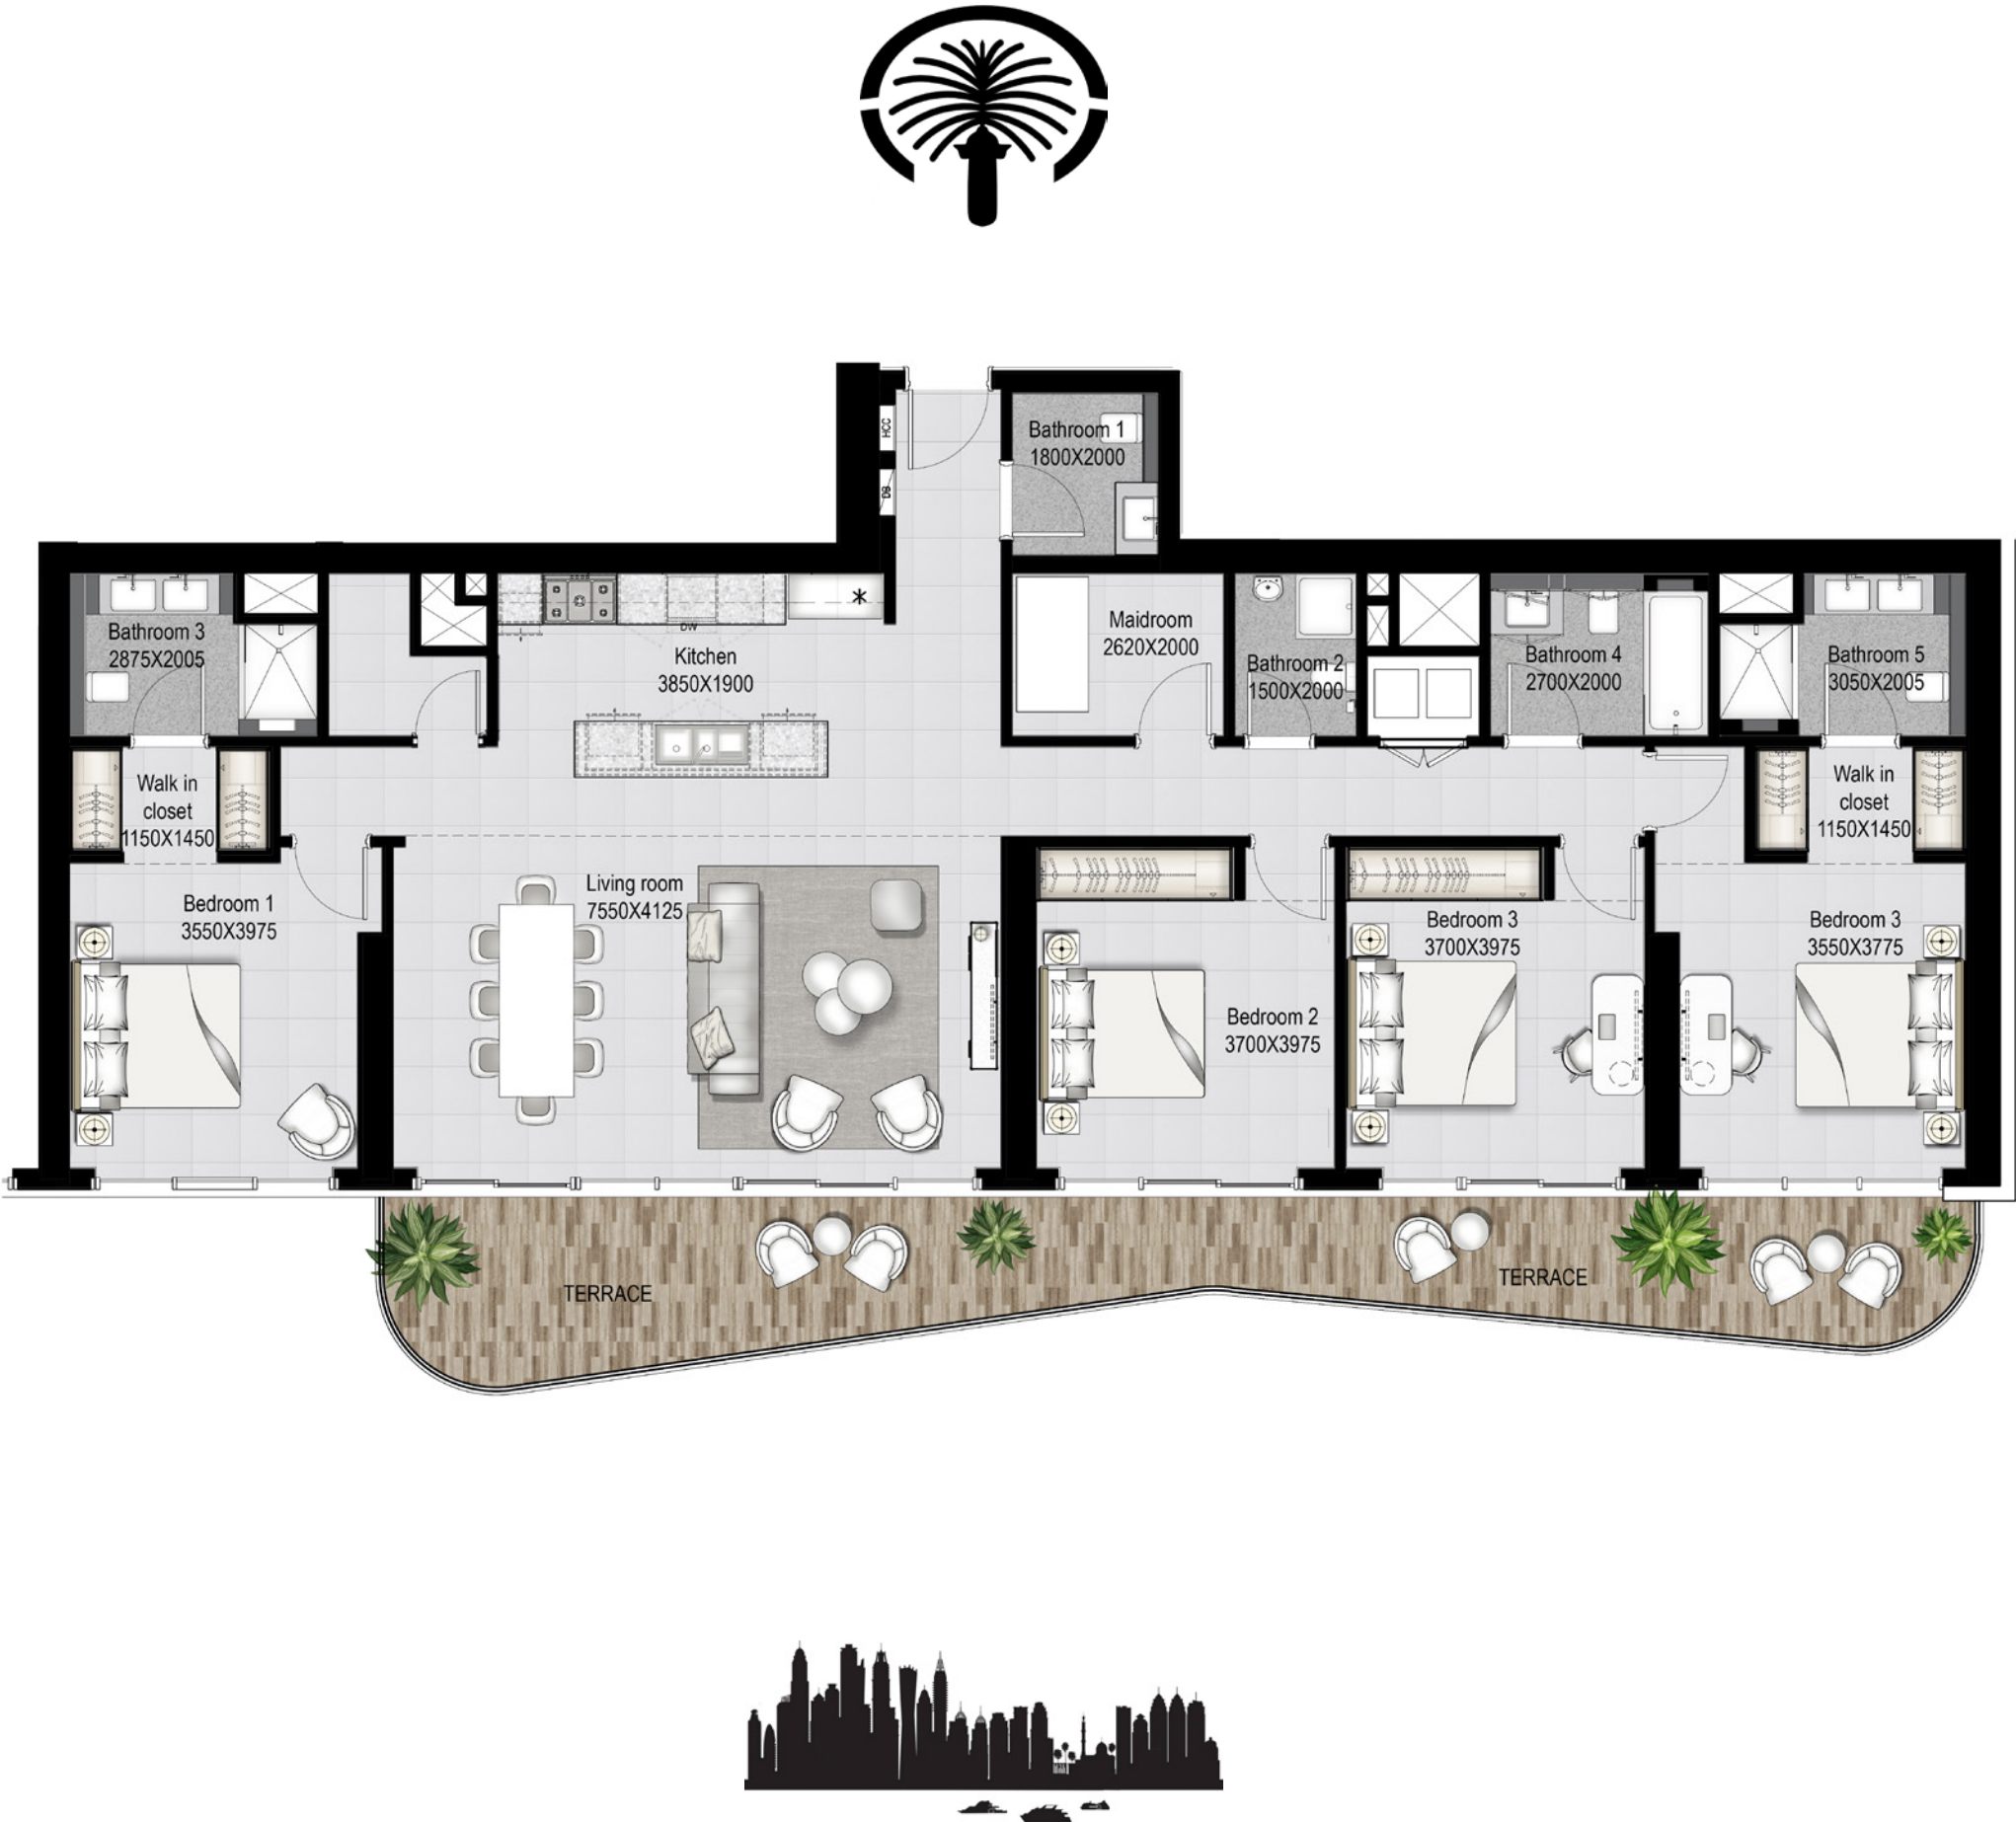 HCC
DB
Bathroom 1
1800X2000
Bathroom 3
2875X2005
DW
Kitchen
3850X1900
*
Maidroom
2620X2000
Bathroom 2
1500X2000
Bathroom 4
2700X2000
Bathroom 5
3050X2005
Walk in
closet
1150X1450
Walk in
closet
1150X1450
Bedroom 1
3550X3975
Living room
7550X4125
Bedroom 2
3700X3975
Bedroom 3
3700X3975
Bedroom 3
3550X3775
TERRACE
TERRACE